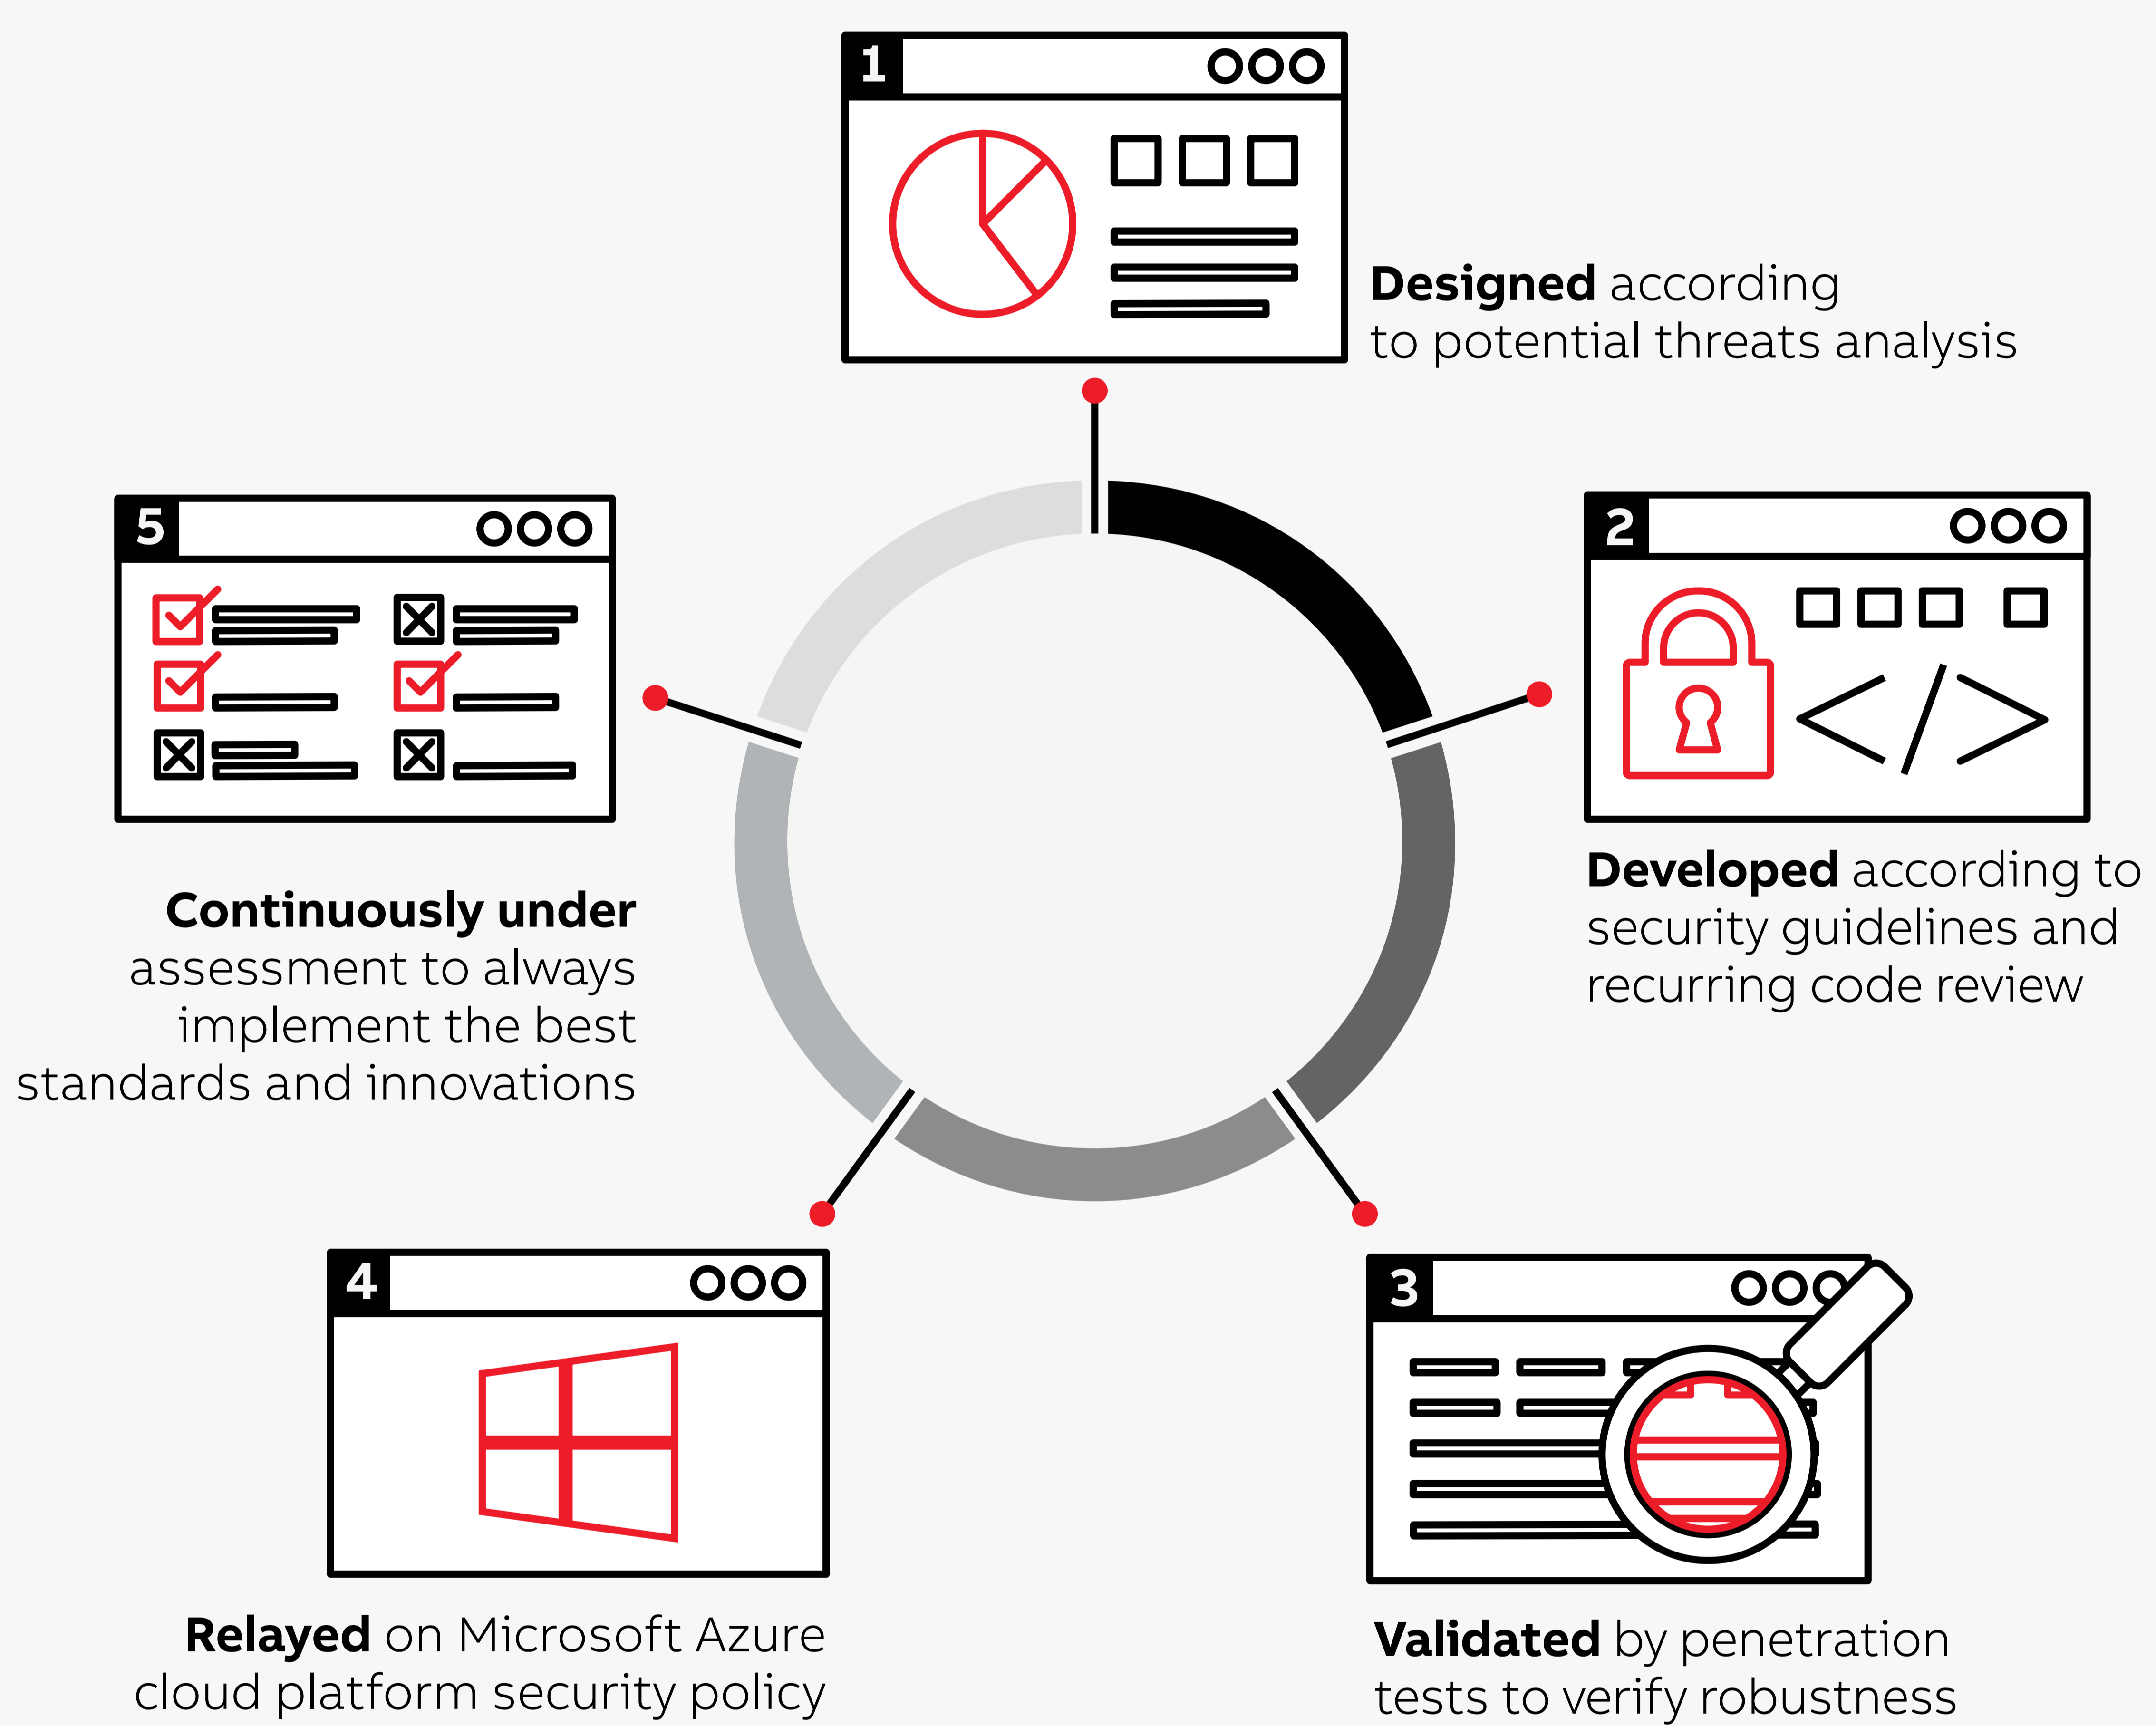 1
Designed according
to potential threats analysis
2
</>
Developed according to
security guidelines and
recurring code review
3
Validated by penetration
tests to verify robustness
4
Relayed on Microsoft Azure
cloud platform security policy
5
Continuously under
assessment to always
implement the best
standards and innovations